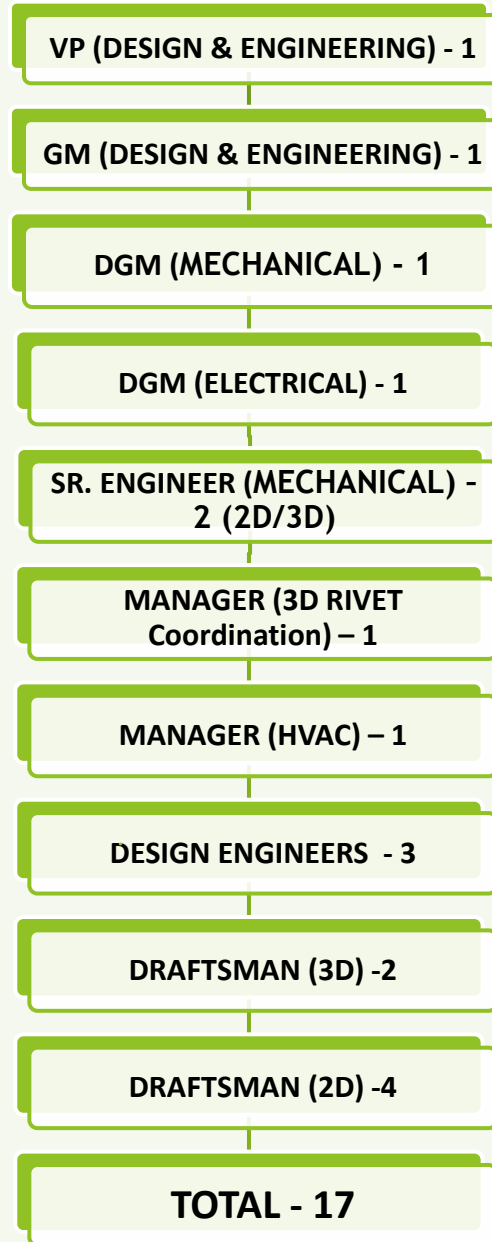 VP (DESIGN & ENGINEERING) - 1
GM (DESIGN & ENGINEERING) - 1
DGM (MECHANICAL) - 1
DGM (ELECTRICAL) - 1
SR. ENGINEER (MECHANICAL) -
2 (2D/3D)
MANAGER (3D RIVET
Coordination) – 1
MANAGER (HVAC) – 1
DESIGN ENGINEERS - 3
DRAFTSMAN (3D) -2
DRAFTSMAN (2D) -4
TOTAL - 17